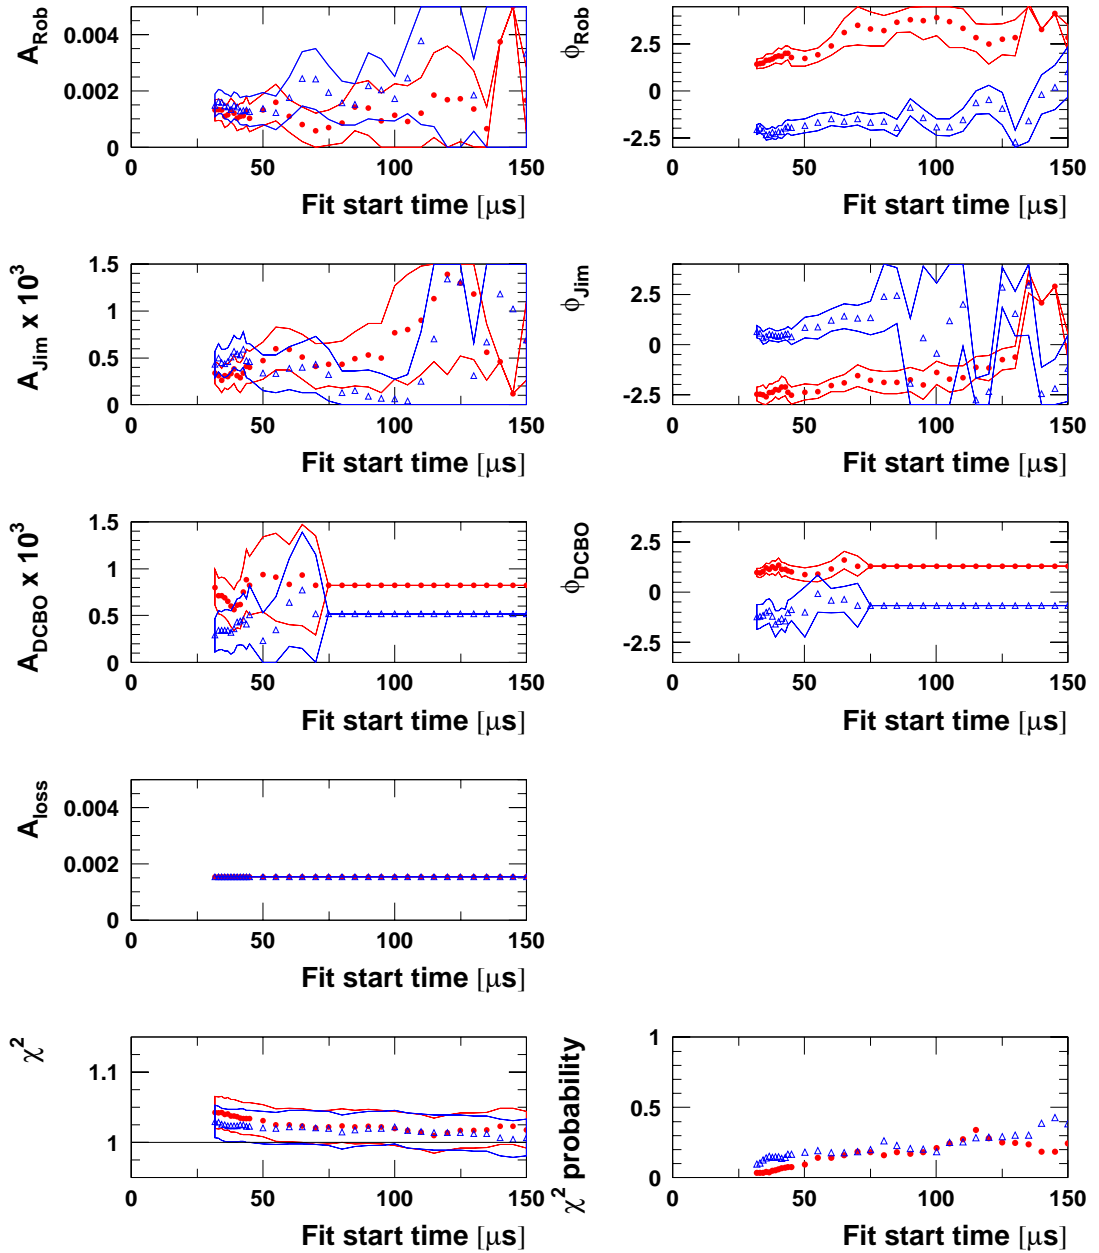 A_Rob
0.004
0.002
0
0 50 100 150
Fit start time [μs]
ϕ_Rob
2.5
0
-2.5
0 50 100 150
Fit start time [μs]
A_Jim x 10^3
1.5
1
0.5
0
0 50 100 150
Fit start time [μs]
ϕ_Jim
2.5
0
-2.5
0 50 100 150
Fit start time [μs]
A_DCBO x 10^3
1.5
1
0.5
0
0 50 100 150
Fit start time [μs]
ϕ_DCBO
2.5
0
-2.5
0 50 100 150
Fit start time [μs]
A_loss
0.004
0.002
0
0 50 100 150
Fit start time [μs]
χ^2
1.1
1
0 50 100 150
Fit start time [μs]
χ^2 probability
1
0.5
0
0 50 100 150
Fit start time [μs]